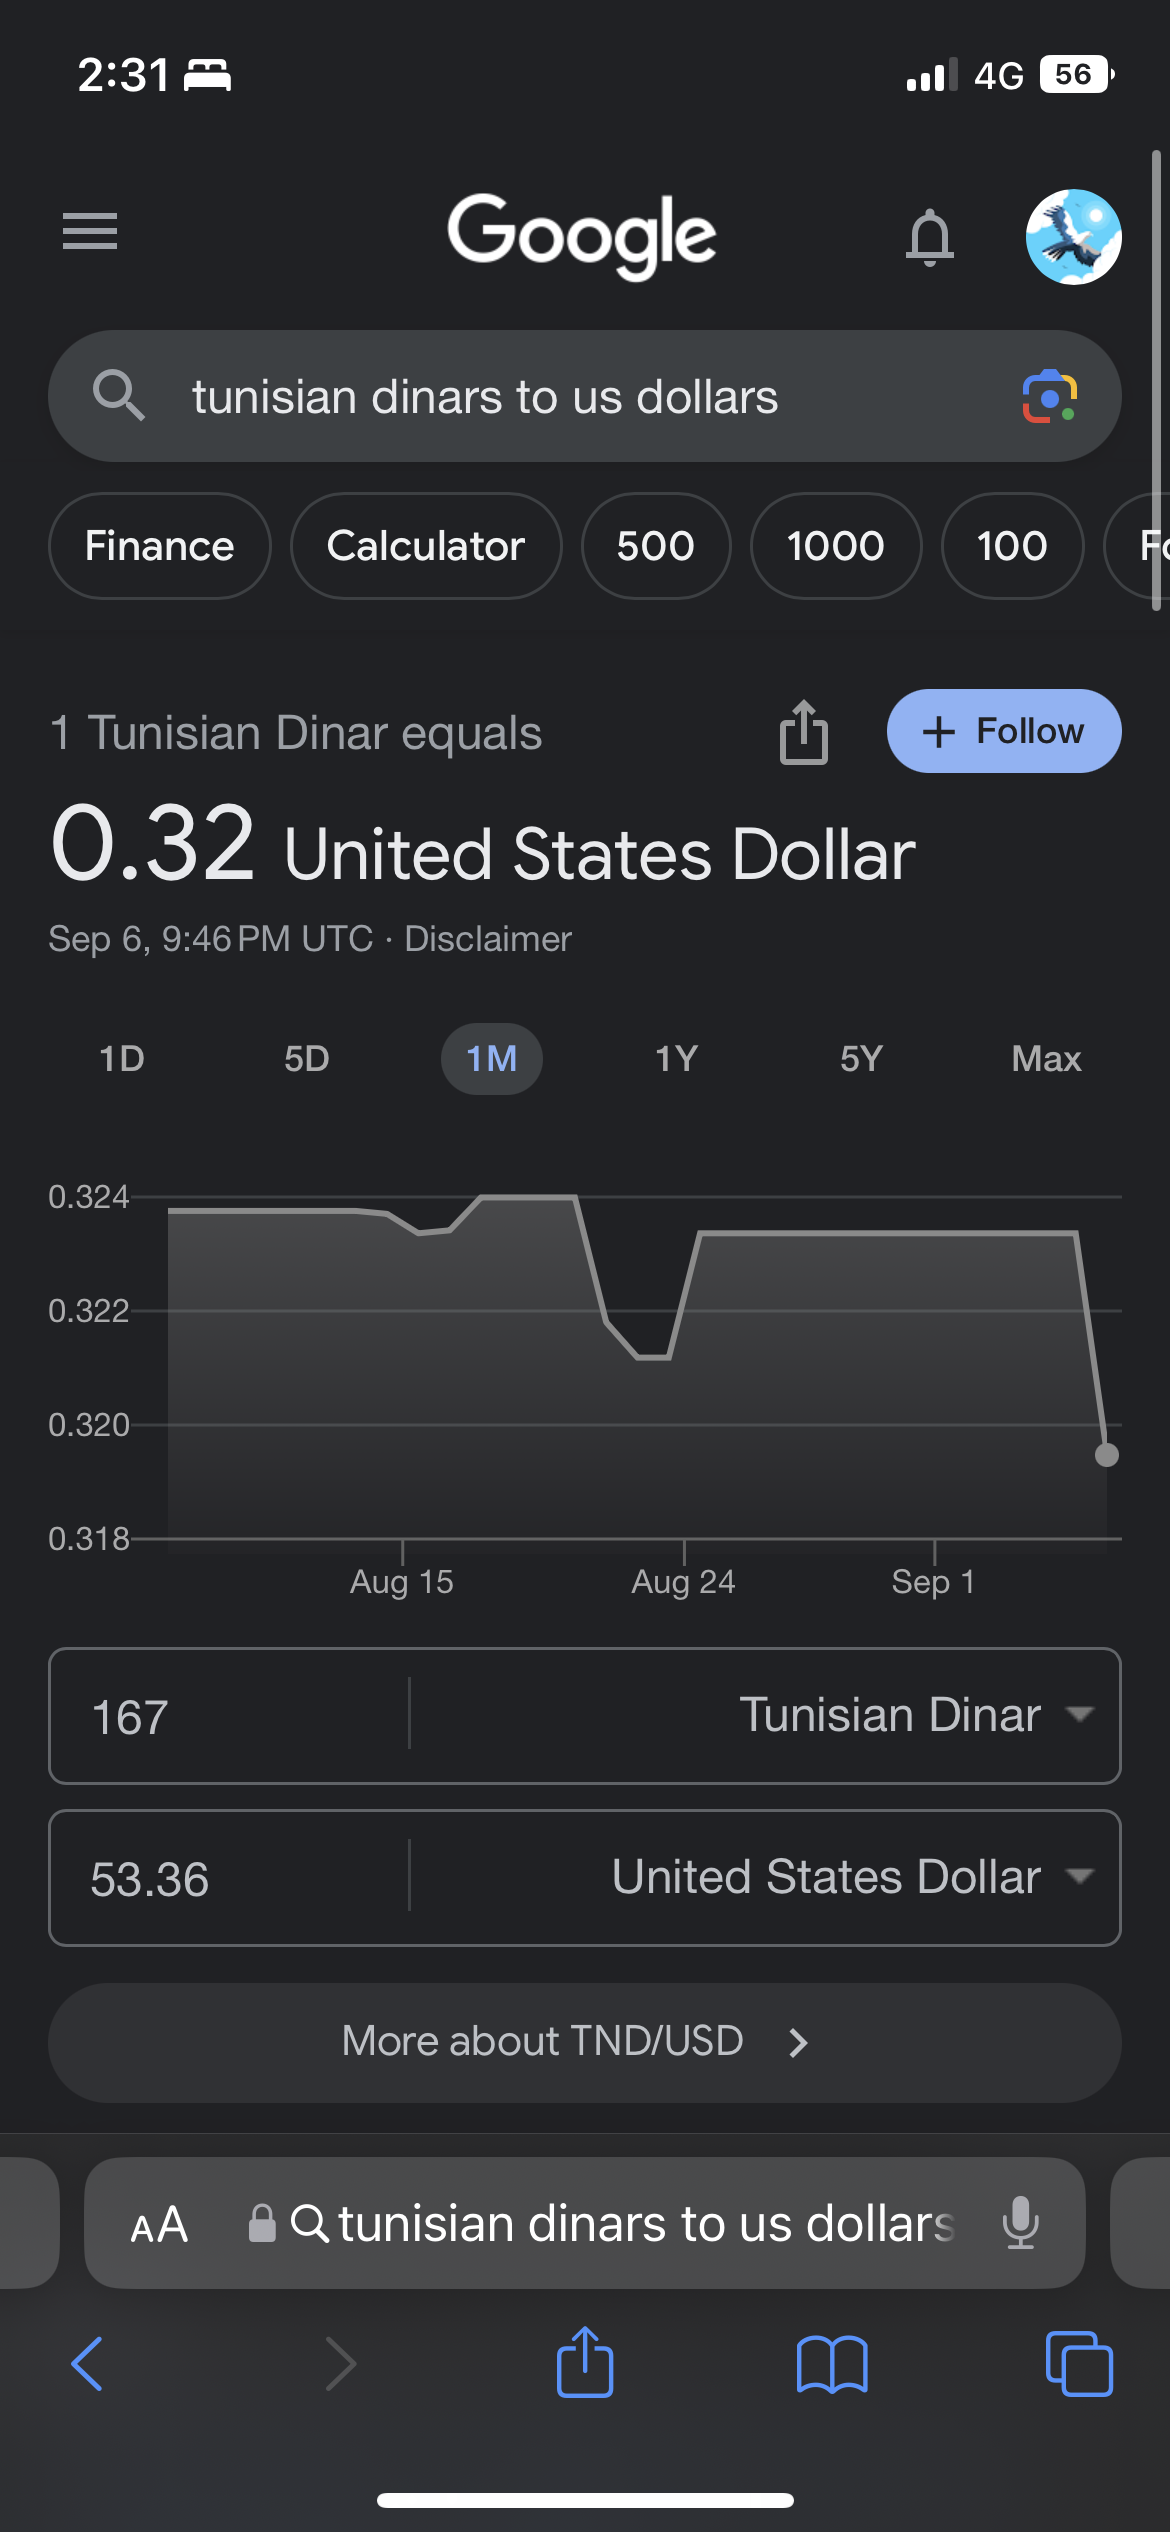 2:31 4G 56
Google
tunisian dinars to us dollars
Finance Calculator 500 1000 100
1 Tunisian Dinar equals + Follow
0.32 United States Dollar
Sep 6, 9:46 PM UTC · Disclaimer
1D 5D 1M 1Y 5Y Max
0.324
0.322
0.320
0.318
Aug 15 Aug 24 Sep 1
167 Tunisian Dinar
53.36 United States Dollar
More about TND/USD
AA tunisian dinars to us dollars